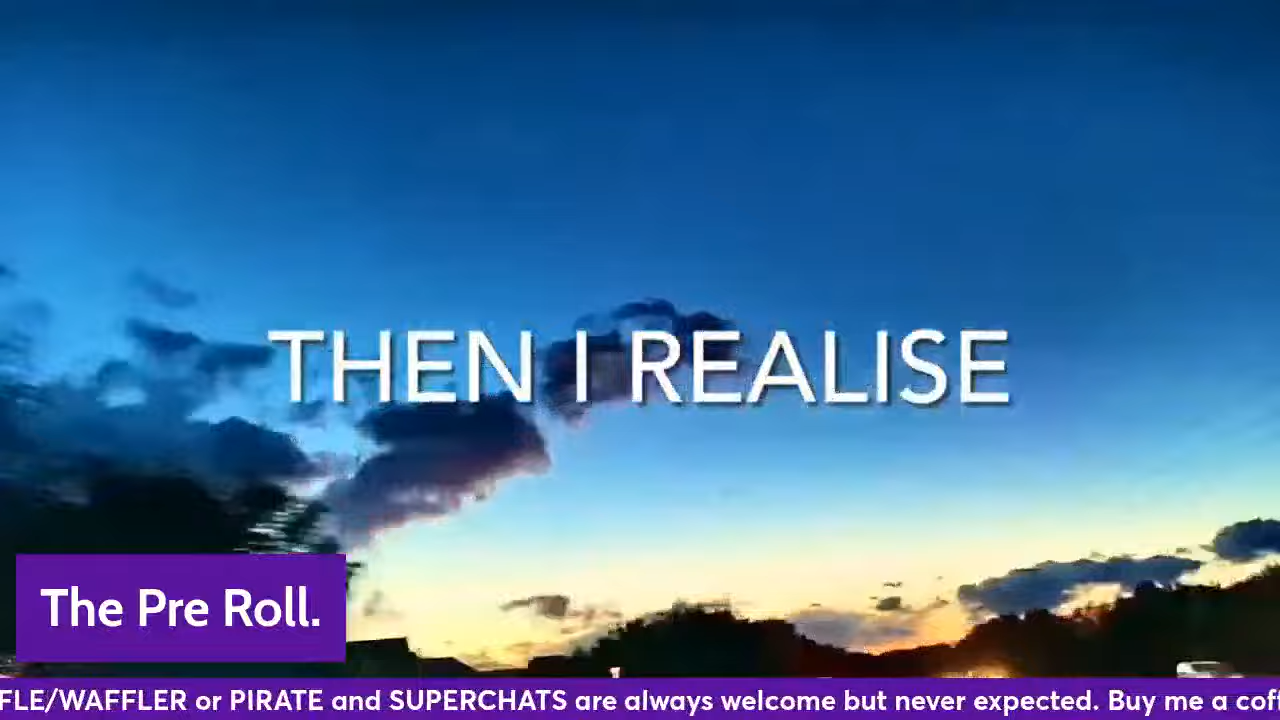 THEN I REALISE
The Pre Roll.
FLE/WAFFLER or PIRATE and SUPERCHATS are always welcome but never expected. Buy me a cof